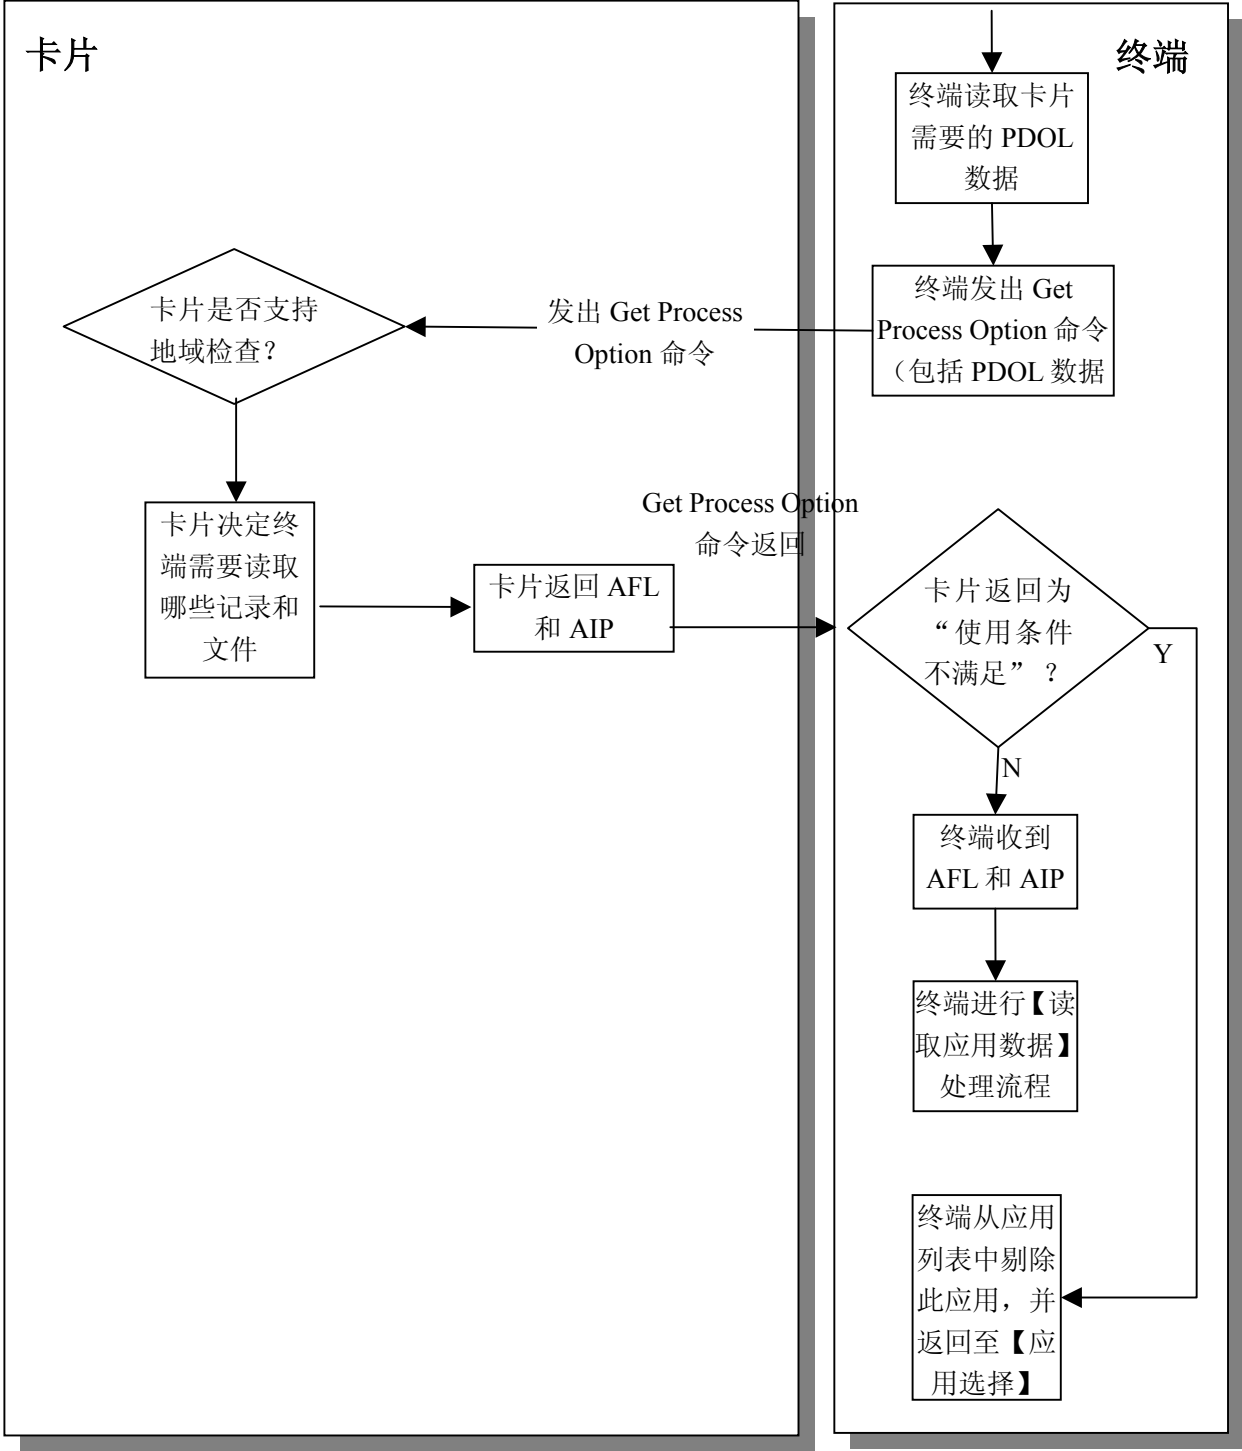 卡片
终端
终端读取卡片
需要的 PDOL
数据
终端发出 Get
Process Option 命令
（包括 PDOL 数据
发出 Get Process
Option 命令
卡片是否支持
地域检查？
卡片决定终
端需要读取
哪些记录和
文件
卡片返回 AFL
和 AIP
Get Process Option
命令返回
卡片返回为
“使用条件
不满足”？
Y
N
终端收到
AFL 和 AIP
终端进行【读
取应用数据】
处理流程
终端从应用
列表中剔除
此应用，并
返回至【应
用选择】